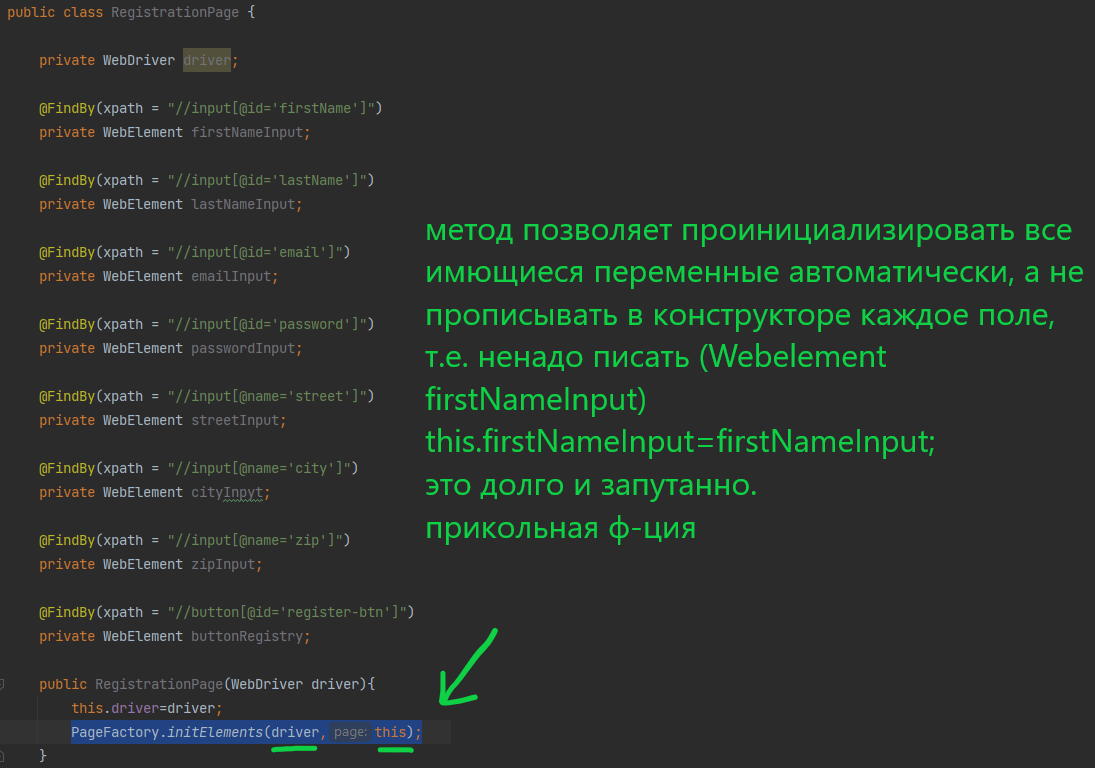 public class RegistrationPage {
private WebDriver driver;
@FindBy(xpath = "//input[@id='firstName']")
private WebElement firstNameInput;
@FindBy(xpath = "//input[@id='lastName']")
private WebElement lastNameInput;
@FindBy(xpath = "//input[@id='email']")
private WebElement emailInput;
@FindBy(xpath = "//input[@id='password']")
private WebElement passwordInput;
@FindBy(xpath = "//input[@name='street']")
private WebElement streetInput;
@FindBy(xpath = "//input[@name='city']")
private WebElement cityInpyt;
@FindBy(xpath = "//input[@name='zip']")
private WebElement zipInput;
@FindBy(xpath = "//button[@id='register-btn']")
private WebElement buttonRegistry;
public RegistrationPage(WebDriver driver){
this.driver=driver;
PageFactory.initElements(driver, page: this);
}
метод позволяет проинициализировать все
имющиеся переменные автоматически, а не
прописывать в конструкторе каждое поле,
т.е. ненадо писать (Webelement
firstNameInput)
this.firstNameInput=firstNameInput;
это долго и запутанно.
прикольная ф-ция